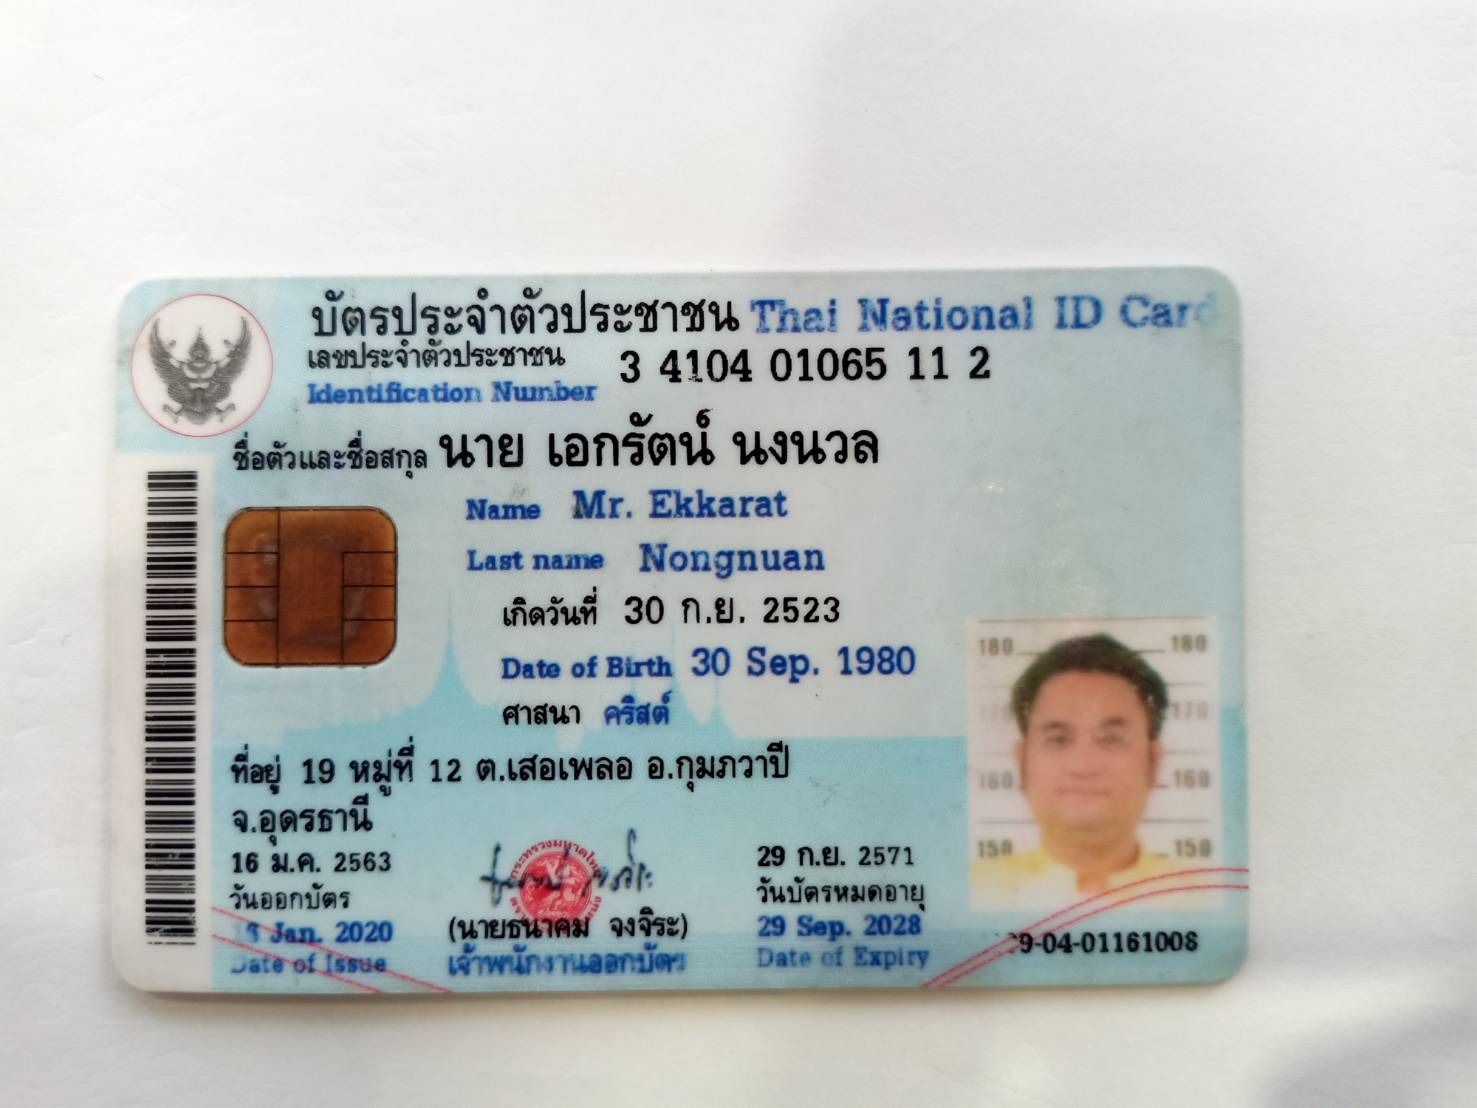 บัตรประจำตัวประชาชน Thai National ID Card
เลขประจำตัวประชาชน 3 4104 01065 11 2
Identification Number
ชื่อตัวและชื่อสกุล นาย เอกรัตน์ นงนวล
Name Mr. Ekkarat
Last name Nongnuan
เกิดวันที่ 30 ก.ย. 2523
Date of Birth 30 Sep. 1980
ศาสนา คริสต์
ที่อยู่ 19 หมู่ที่ 12 ต.เสอเพลอ อ.กุมภวาปี
จ.อุดรธานี
16 ม.ค. 2563
วันออกบัตร
Jan. 2020
Date of Issue
(นายธนาคม จงจิระ)
เจ้าพนักงานออกบัตร
29 ก.ย. 2571
วันบัตรหมดอายุ
29 Sep. 2028
Date of Expiry
180 180
170
160 160
150 150
9-04-01161008